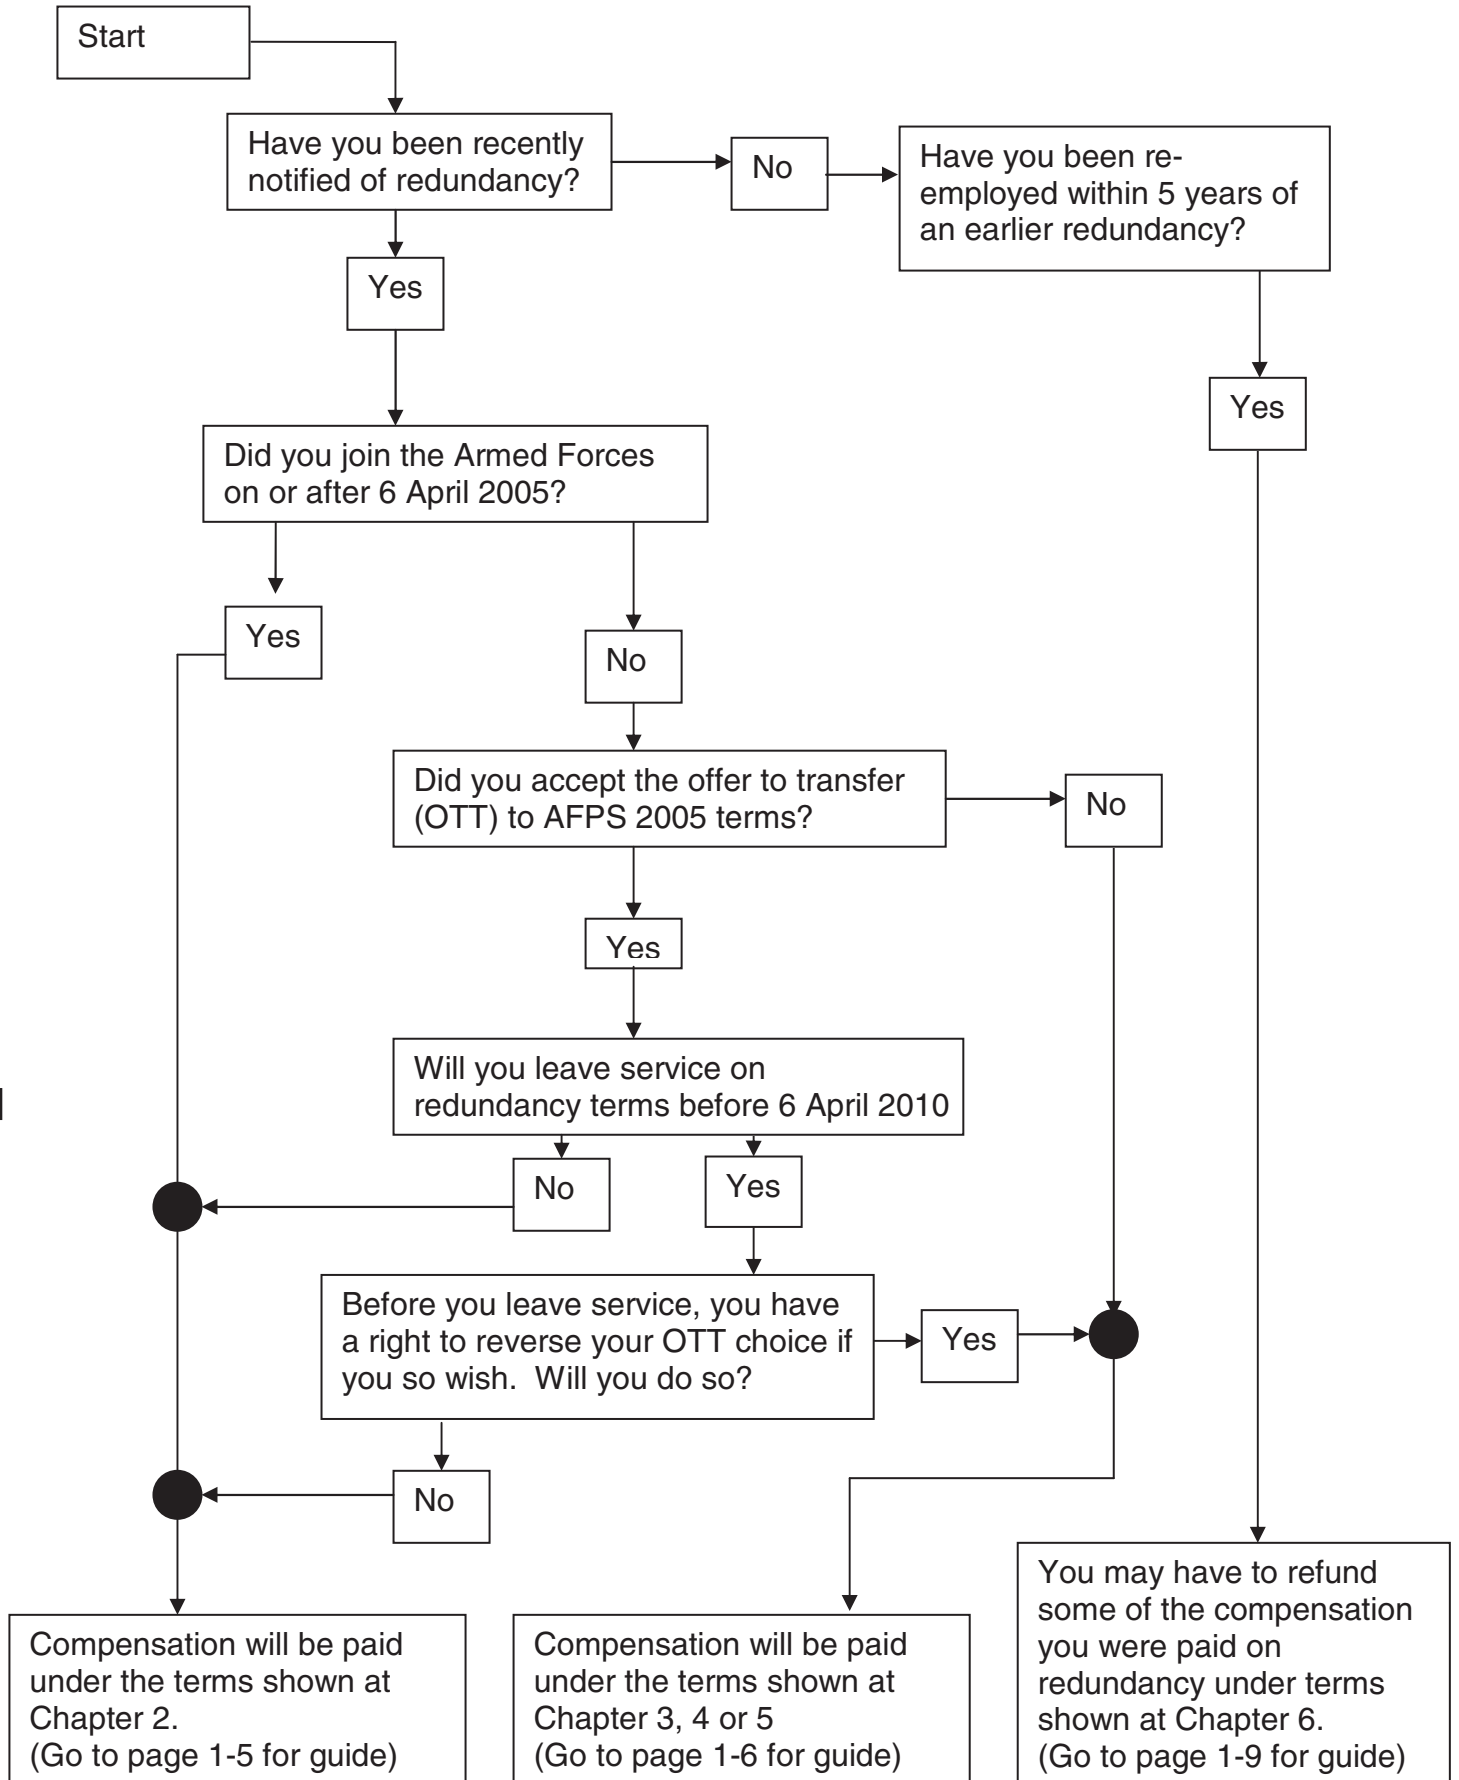 Start
Have you been recently
notified of redundancy?
No
Have you been re-
employed within 5 years of
an earlier redundancy?
Yes
Yes
Did you join the Armed Forces
on or after 6 April 2005?
Yes
No
Did you accept the offer to transfer
(OTT) to AFPS 2005 terms?
No
Yes
Will you leave service on
redundancy terms before 6 April 2010
No
Yes
Before you leave service, you have
a right to reverse your OTT choice if
you so wish.  Will you do so?
Yes
No
Compensation will be paid
under the terms shown at
Chapter 2.
(Go to page 1-5 for guide)
Compensation will be paid
under the terms shown at
Chapter 3, 4 or 5
(Go to page 1-6 for guide)
You may have to refund
some of the compensation
you were paid on
redundancy under terms
shown at Chapter 6.
(Go to page 1-9 for guide)